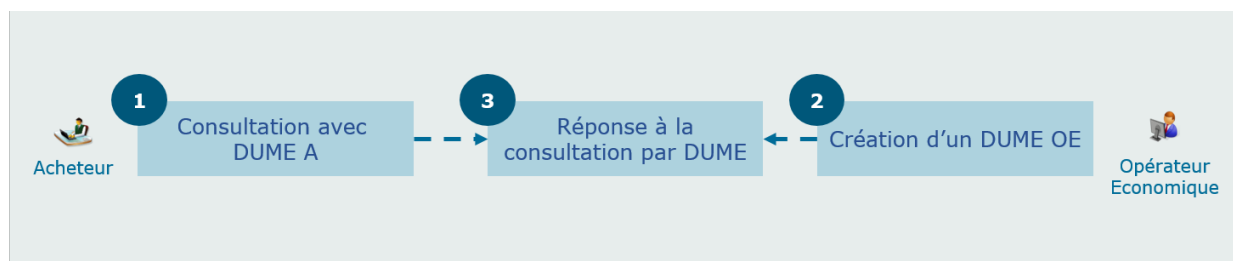 Acheteur
1
Consultation avec
DUME A
3
Réponse à la
consultation par DUME
2
Création d'un DUME OE
Opérateur
Economique